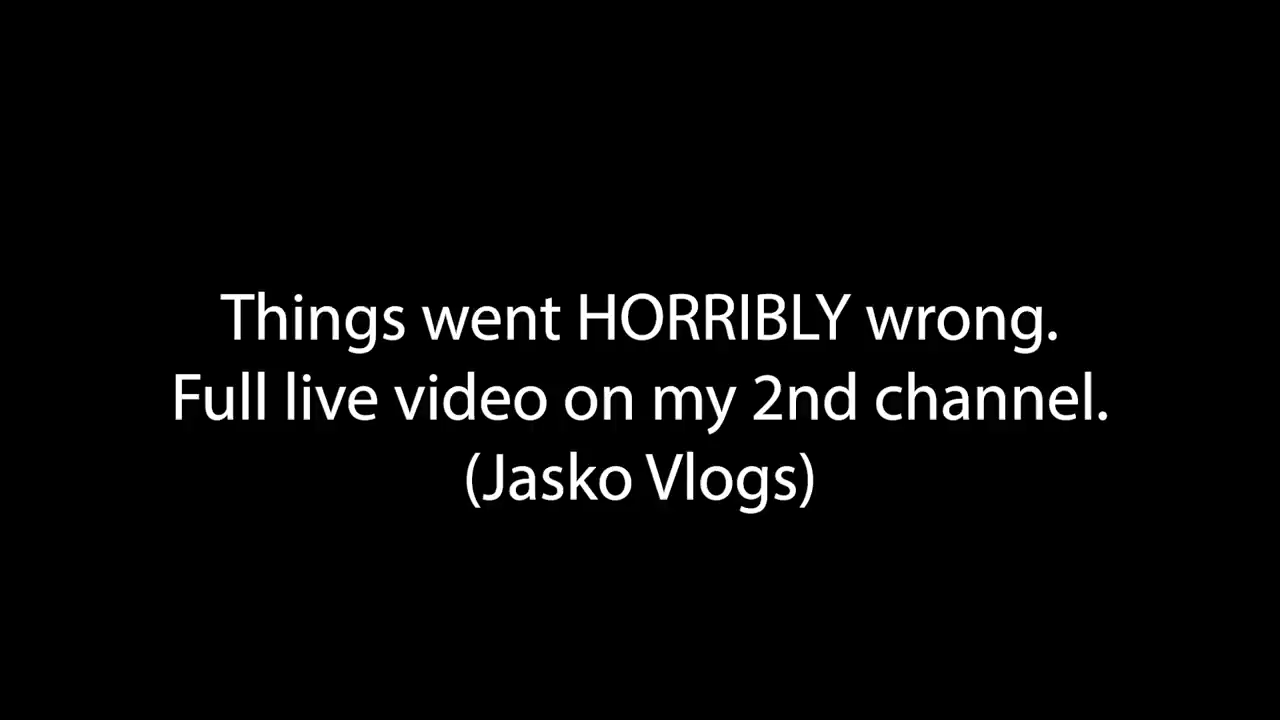 Things went HORRIBLY wrong.
Full live video on my 2nd channel.
(Jasko Vlogs)